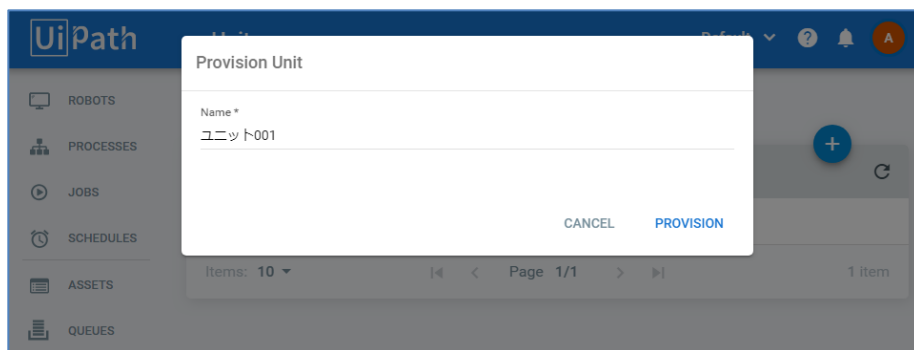 UiPath
Provision Unit
Name *
ユニット001
CANCEL
PROVISION
ROBOTS
PROCESSES
JOBS
SCHEDULES
ASSETS
QUEUES
A
Items: 10
Page 1/1
1 item